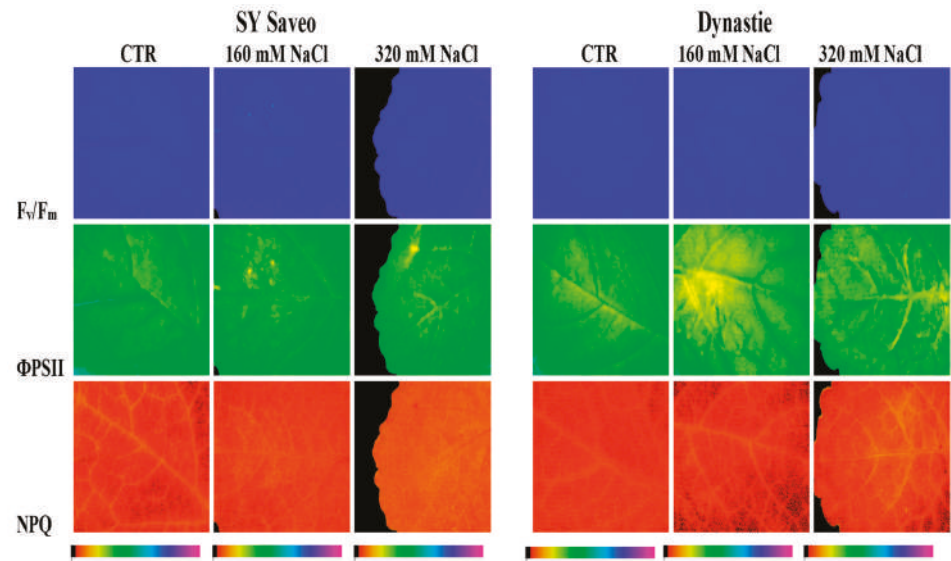 SY Saveo Dynastie
CTR 160 mM NaCl 320 mM NaCl CTR 160 mM NaCl 320 mM NaCl
Fv/Fm
ΦPSII
NPQ